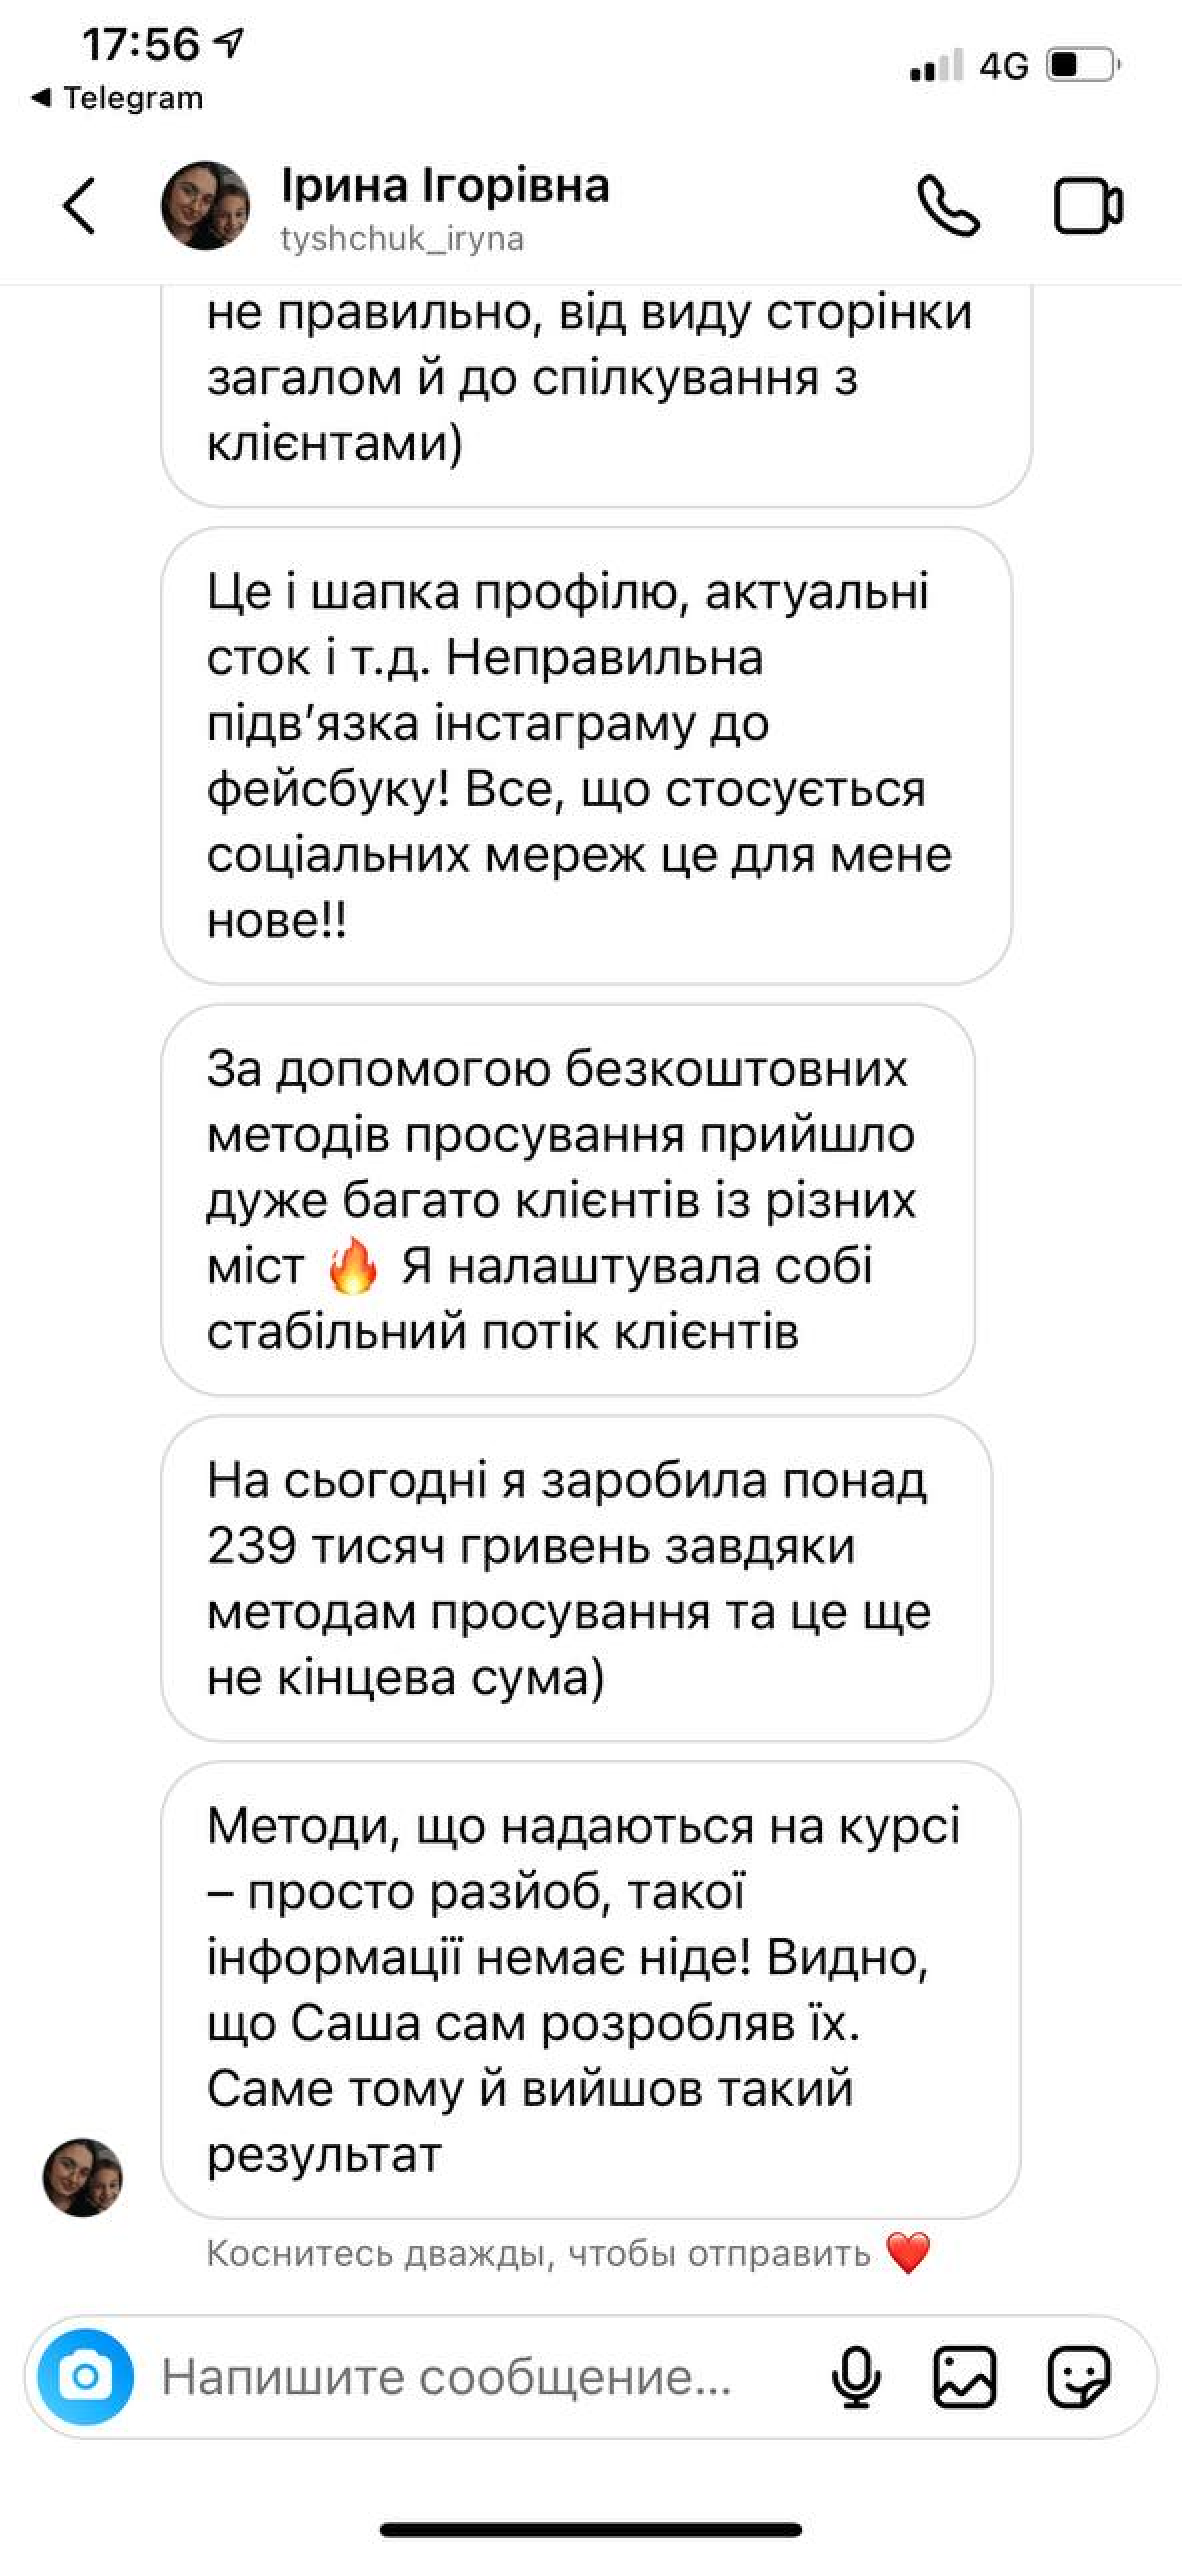 17:56
4G
◀ Telegram
Ірина Ігорівна
tyshchuk_iryna
не правильно, від виду сторінки
загалом й до спілкування з
клієнтами)
Це і шапка профілю, актуальні
сток і т.д. Неправильна
підв’язка інстаграму до
фейсбуку! Все, що стосується
соціальних мереж це для мене
нове!!
За допомогою безкоштовних
методів просування прийшло
дуже багато клієнтів із різних
міст 🔥 Я налаштувала собі
стабільний потік клієнтів
На сьогодні я заробила понад
239 тисяч гривень завдяки
методам просування та це ще
не кінцева сума)
Методи, що надаються на курсі
– просто разйоб, такої
інформації немає ніде! Видно,
що Саша сам розробляв їх.
Саме тому й вийшов такий
результат
Коснитесь дважды, чтобы отправить ❤️
Напишите сообщение...